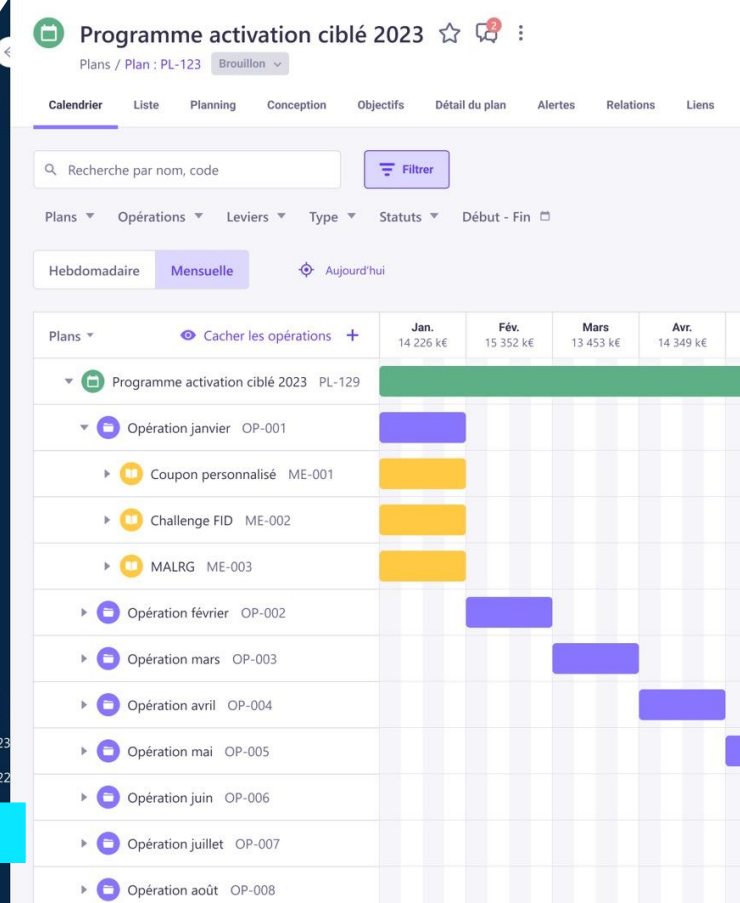 Programme activation ciblé 2023 2
Plans / Plan : PL-123 Brouillon
Calendrier Liste Planning Conception Objectifs Détail du plan Alertes Relations Liens
Recherche par nom, code Filtrer
Plans Opérations Leviers Type Statuts Début - Fin
Hebdomadaire Mensuelle Aujourd'hui
Plans Cacher les opérations + Jan. Fév. Mars Avr.
14 226 k€ 15 352 k€ 13 453 k€ 14 349 k€
Programme activation ciblé 2023 PL-129
Opération janvier OP-001
Coupon personnalisé ME-001
Challenge FID ME-002
MALRG ME-003
Opération février OP-002
Opération mars OP-003
Opération avril OP-004
23
Opération mai OP-005
22
Opération juin OP-006
Opération juillet OP-007
Opération août OP-008